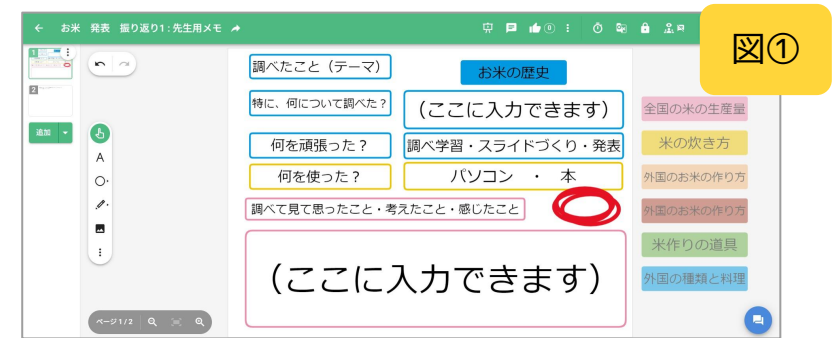 お米 発表 振り返り1:先生用メモ
図①
1
2
追加
A
調べたこと（テーマ）
お米の歴史
特に、何について調べた？
（ここに入力できます）
何を頑張った？
調べ学習・スライドづくり・発表
何を使った？
パソコン ・ 本
調べて見て思ったこと・考えたこと・感じたこと
（ここに入力できます）
全国の米の生産量
米の炊き方
外国のお米の作り方
外国のお米の作り方
米作りの道具
外国の種類と料理
ページ1/2